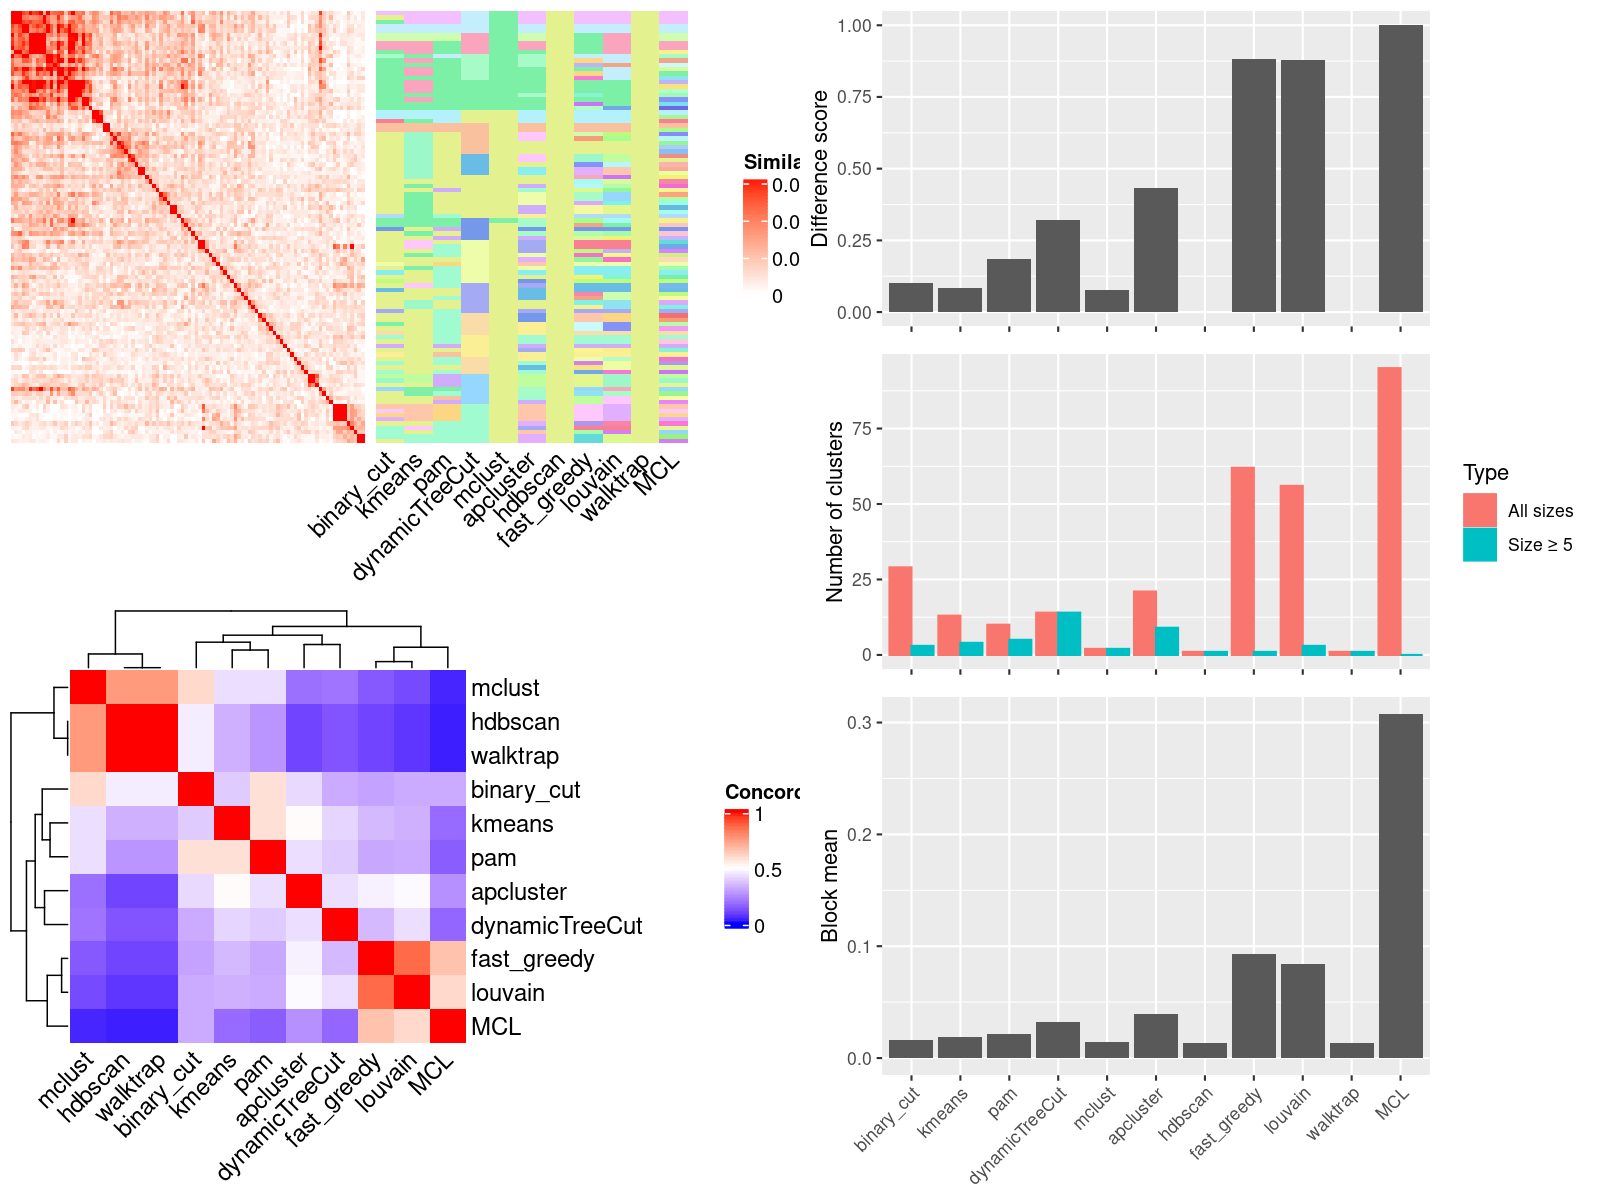 Simila
0.0
0.0
0.0
0
binary_cut
kmeans
pam
dynamicTreeCut
mclust
apcluster
hdbscan
fast_greedy
louvain
walktrap
MCL
mclust
hdbscan
walktrap
binary_cut
kmeans
pam
apcluster
dynamicTreeCut
fast_greedy
louvain
MCL
mclust
hdbscan
walktrap
binary_cut
kmeans
pam
apcluster
dynamicTreeCut
fast_greedy
louvain
MCL
Concord
1
0.5
0
Difference score
1.00
0.75
0.50
0.25
0.00
Number of clusters
75
50
25
0
Type
All sizes
Size ≥ 5
Block mean
0.3
0.2
0.1
0.0
binary_cut
kmeans
pam
dynamicTreeCut
mclust
apcluster
hdbscan
fast_greedy
louvain
walktrap
MCL